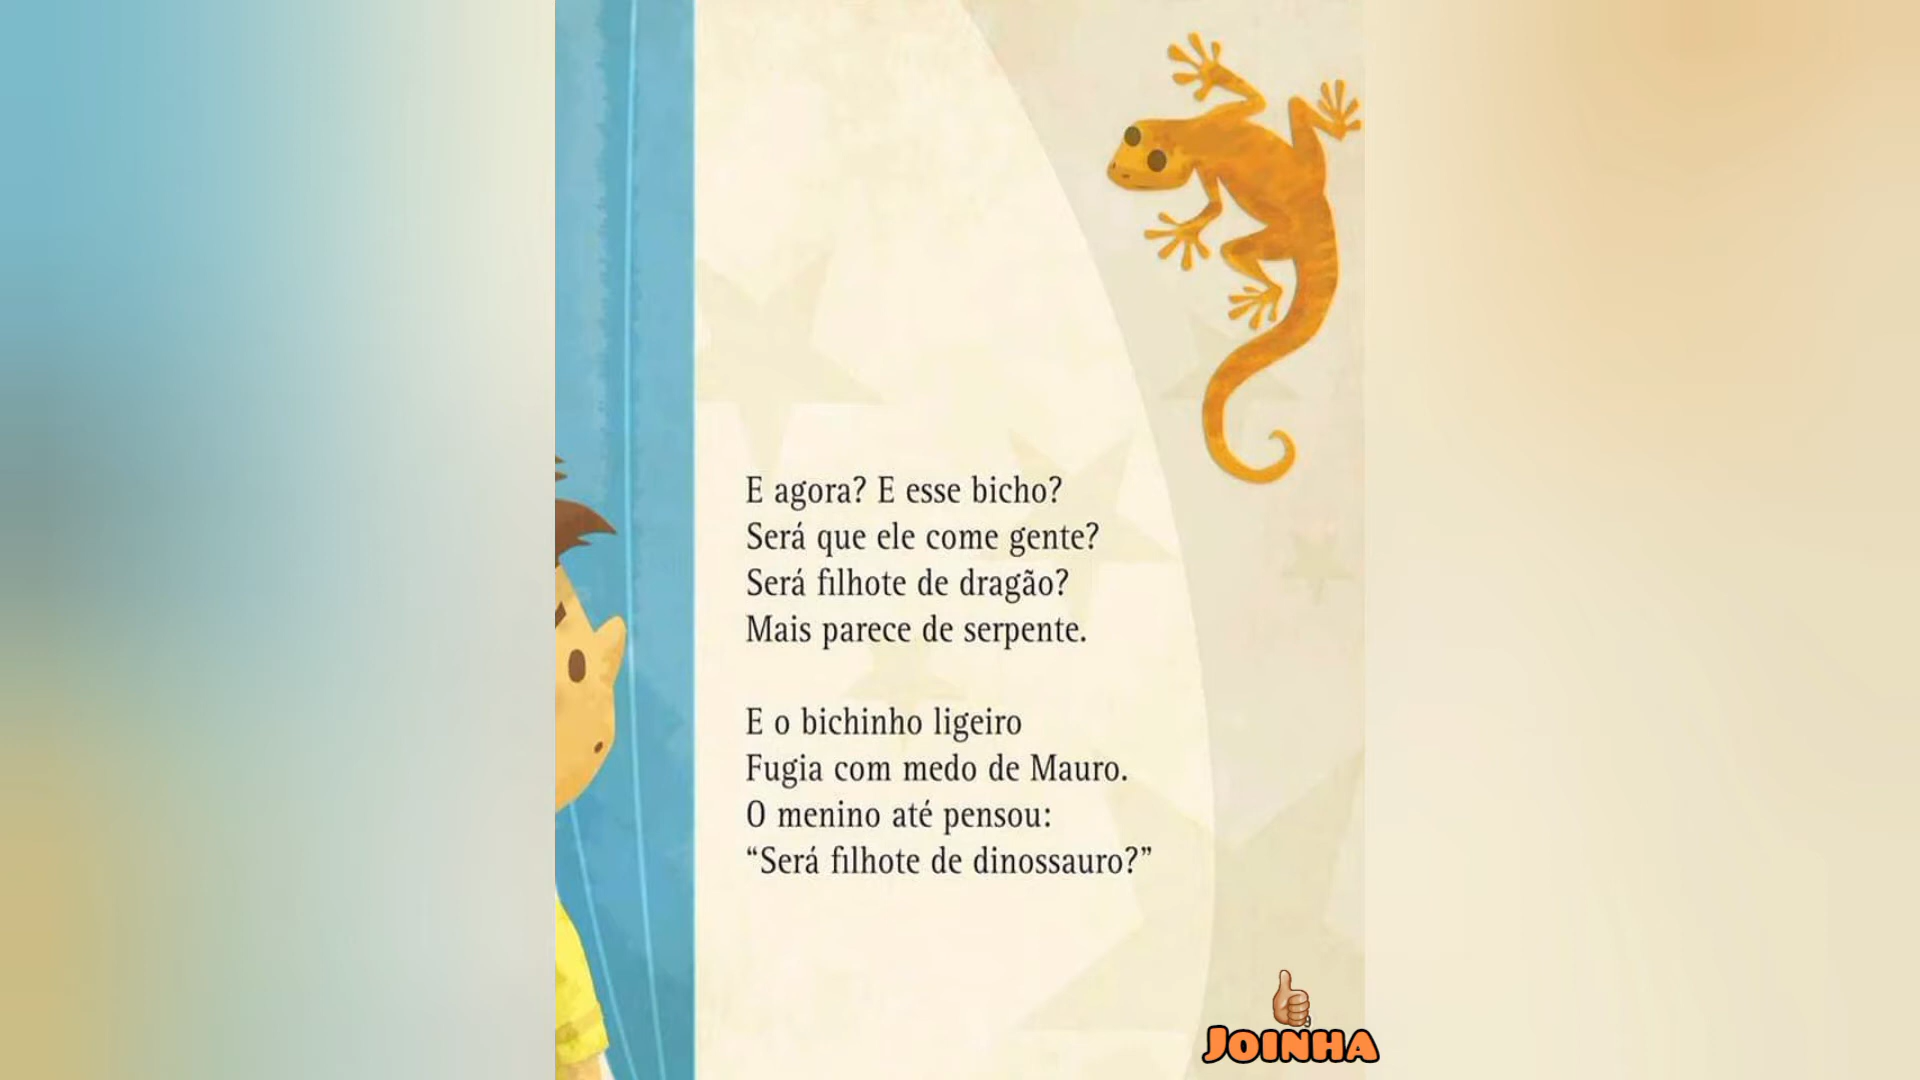 E agora? E esse bicho?
Será que ele come gente?
Será filhote de dragão?
Mais parece de serpente.
E o bichinho ligeiro
Fugia com medo de Mauro.
O menino até pensou:
“Será filhote de dinossauro?”
9
JOINHA